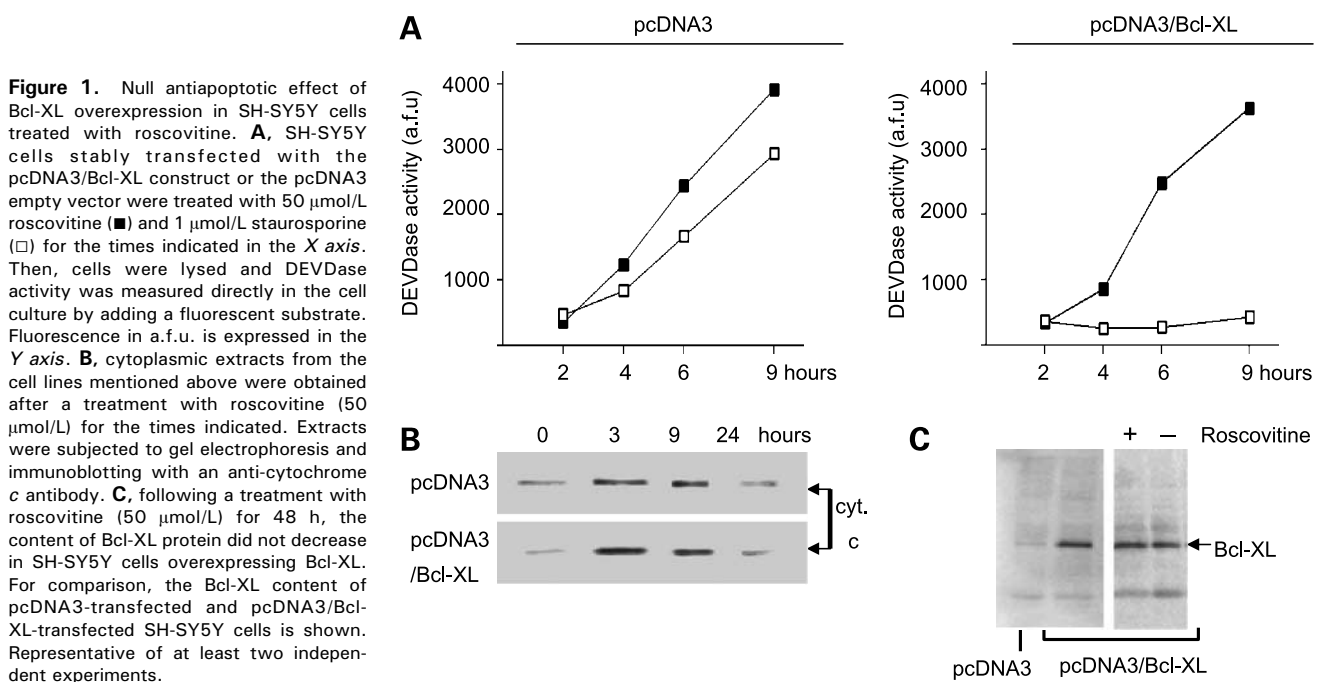 Figure 1. Null antiapoptotic effect of
Bcl-XL overexpression in SH-SY5Y cells
treated with roscovitine. A, SH-SY5Y
cells stably transfected with the
pcDNA3/Bcl-XL construct or the pcDNA3
empty vector were treated with 50 μmol/L
roscovitine (■) and 1 μmol/L staurosporine
(□) for the times indicated in the X axis.
Then, cells were lysed and DEVDase
activity was measured directly in the cell
culture by adding a fluorescent substrate.
Fluorescence in a.f.u. is expressed in the
Y axis. B, cytoplasmic extracts from the
cell lines mentioned above were obtained
after a treatment with roscovitine (50
μmol/L) for the times indicated. Extracts
were subjected to gel electrophoresis and
immunoblotting with an anti-cytochrome
c antibody. C, following a treatment with
roscovitine (50 μmol/L) for 48 h, the
content of Bcl-XL protein did not decrease
in SH-SY5Y cells overexpressing Bcl-XL.
For comparison, the Bcl-XL content of
pcDNA3-transfected and pcDNA3/Bcl-
XL-transfected SH-SY5Y cells is shown.
Representative of at least two indepen-
dent experiments.
A
pcDNA3
DEVDase activity (a.f.u)
4000
3000
2000
1000
2 4 6 9 hours
pcDNA3/Bcl-XL
DEVDase activity (a.f.u)
4000
3000
2000
1000
2 4 6 9 hours
B
0 3 9 24 hours
pcDNA3
pcDNA3
/Bcl-XL
cyt.
c
C
+ − Roscovitine
Bcl-XL
pcDNA3 pcDNA3/Bcl-XL